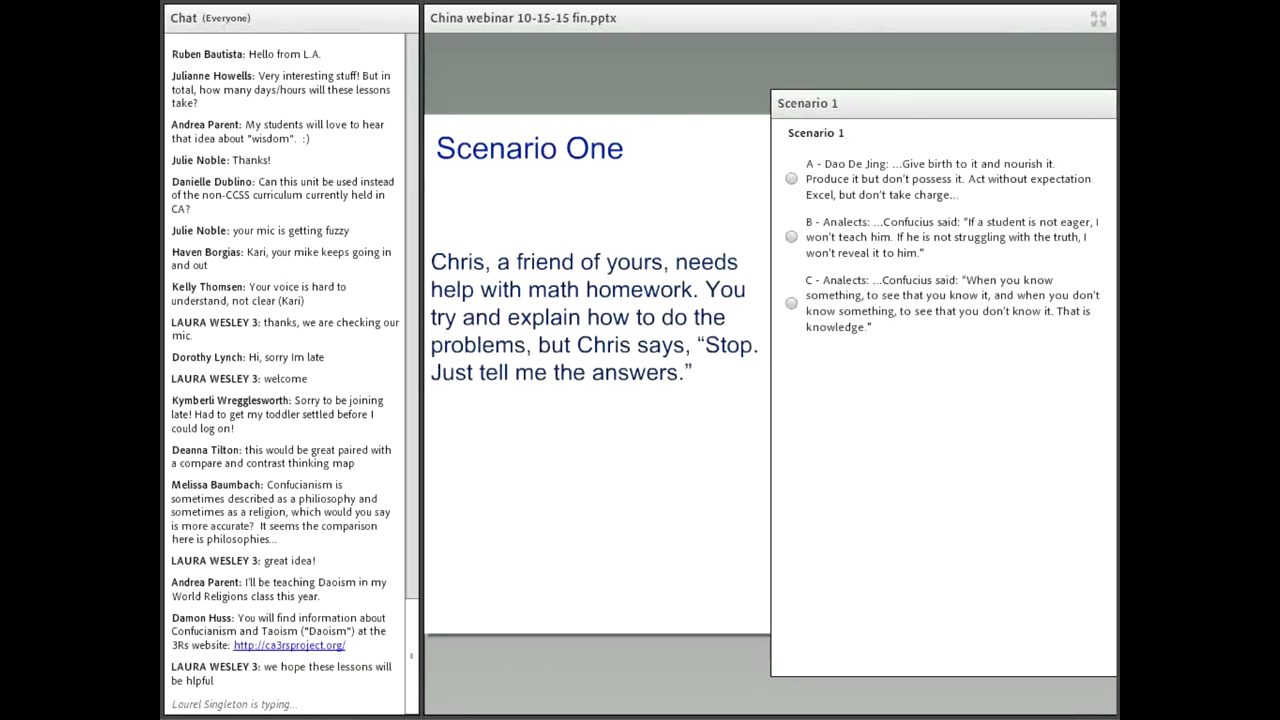 Chat (Everyone)
Ruben Bautista: Hello from L.A.
Julianne Howells: Very interesting stuff! But in
total, how many days/hours will these lessons
take?
Andrea Parent: My students will love to hear
that idea about "wisdom".  :)
Julie Noble: Thanks!
Danielle Dublino: Can this unit be used instead
of the non-CCSS curriculum currently held in
CA?
Julie Noble: your mic is getting fuzzy
Haven Borgias: Kari, your mike keeps going in
and out
Kelly Thomsen: Your voice is hard to
understand, not clear (Kari)
LAURA WESLEY 3: thanks, we are checking our
mic.
Dorothy Lynch: Hi, sorry Im late
LAURA WESLEY 3: welcome
Kymberli Wregglesworth: Sorry to be joining
late! Had to get my toddler settled before I
could log on!
Deanna Tilton: this would be great paired with
a compare and contrast thinking map
Melissa Baumbach: Confucianism is
sometimes described as a philiosophy and
sometimes as a religion, which would you say
is more accurate?  It seems the comparison
here is philosophies...
LAURA WESLEY 3: great idea!
Andrea Parent: I'll be teaching Daoism in my
World Religions class this year.
Damon Huss: You will find information about
Confucianism and Taoism ("Daoism") at the
3Rs website: http://ca3rsproject.org/
LAURA WESLEY 3: we hope these lessons will
be hlpful
Laurel Singleton is typing...
China webinar 10-15-15 fin.pptx
Scenario One
Chris, a friend of yours, needs
help with math homework. You
try and explain how to do the
problems, but Chris says, “Stop.
Just tell me the answers.”
Scenario 1
Scenario 1
A - Dao De Jing: ...Give birth to it and nourish it.
Produce it but don’t possess it. Act without expectation
Excel, but don’t take charge...
B - Analects: ...Confucius said: “If a student is not eager, I
won’t teach him. If he is not struggling with the truth, I
won’t reveal it to him.”
C - Analects: ...Confucius said: “When you know
something, to see that you know it, and when you don’t
know something, to see that you don’t know it. That is
knowledge.”